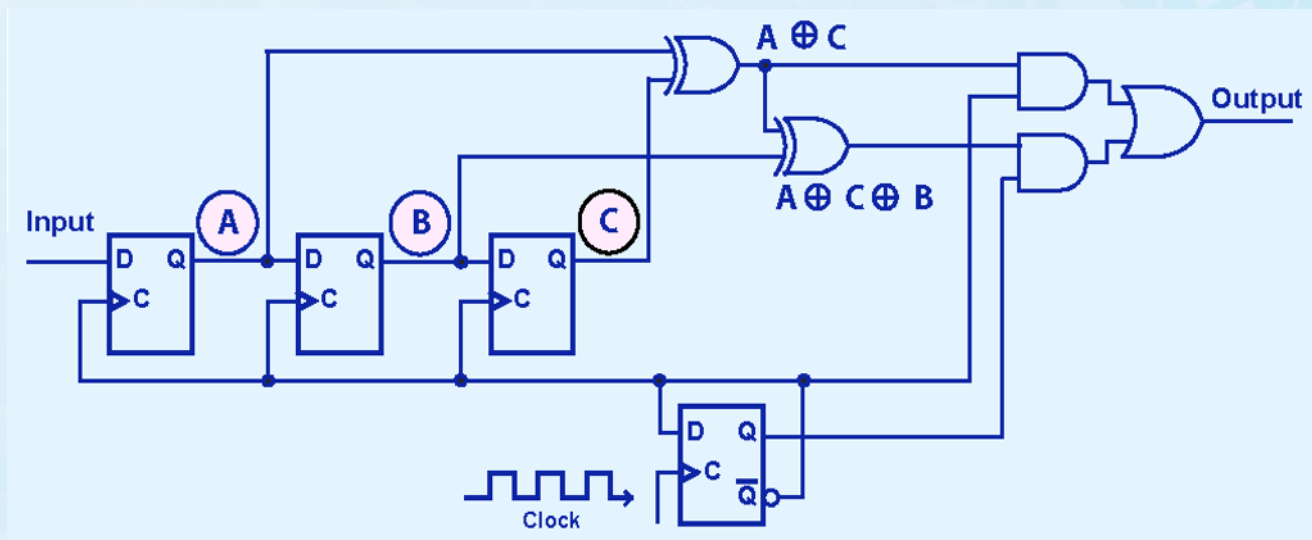 A ⊕ C
Output
A ⊕ C ⊕ B
Input
A
B
C
D Q
C
D Q
C
D Q
C
D Q
C
Q̅
Clock